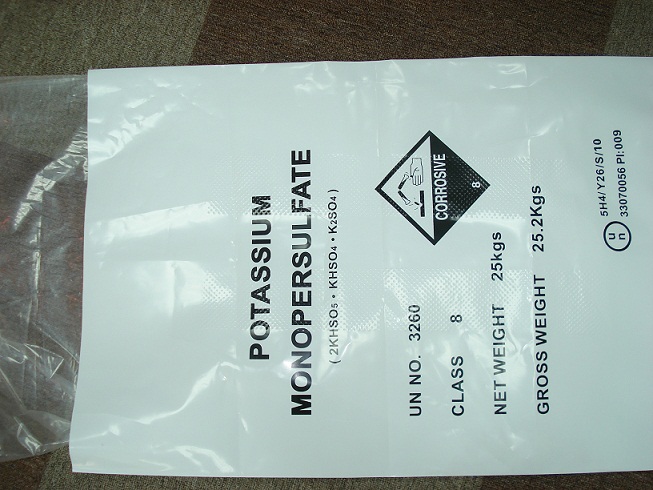 POTASSIUM
MONOPERSULFATE
( 2KHSO5 · KHSO4 · K2SO4 )
CORROSIVE
8
UN NO. 3260
CLASS 8
NET WEIGHT 25kgs
GROSS WEIGHT 25.2Kgs
un
5H4/ Y26/S/10
33070056 PI:009